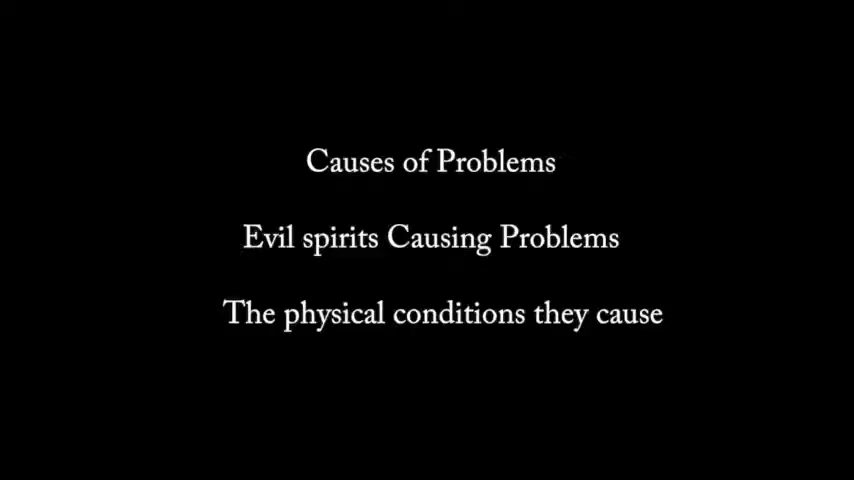 Causes of Problems
Evil spirits Causing Problems
The physical conditions they cause